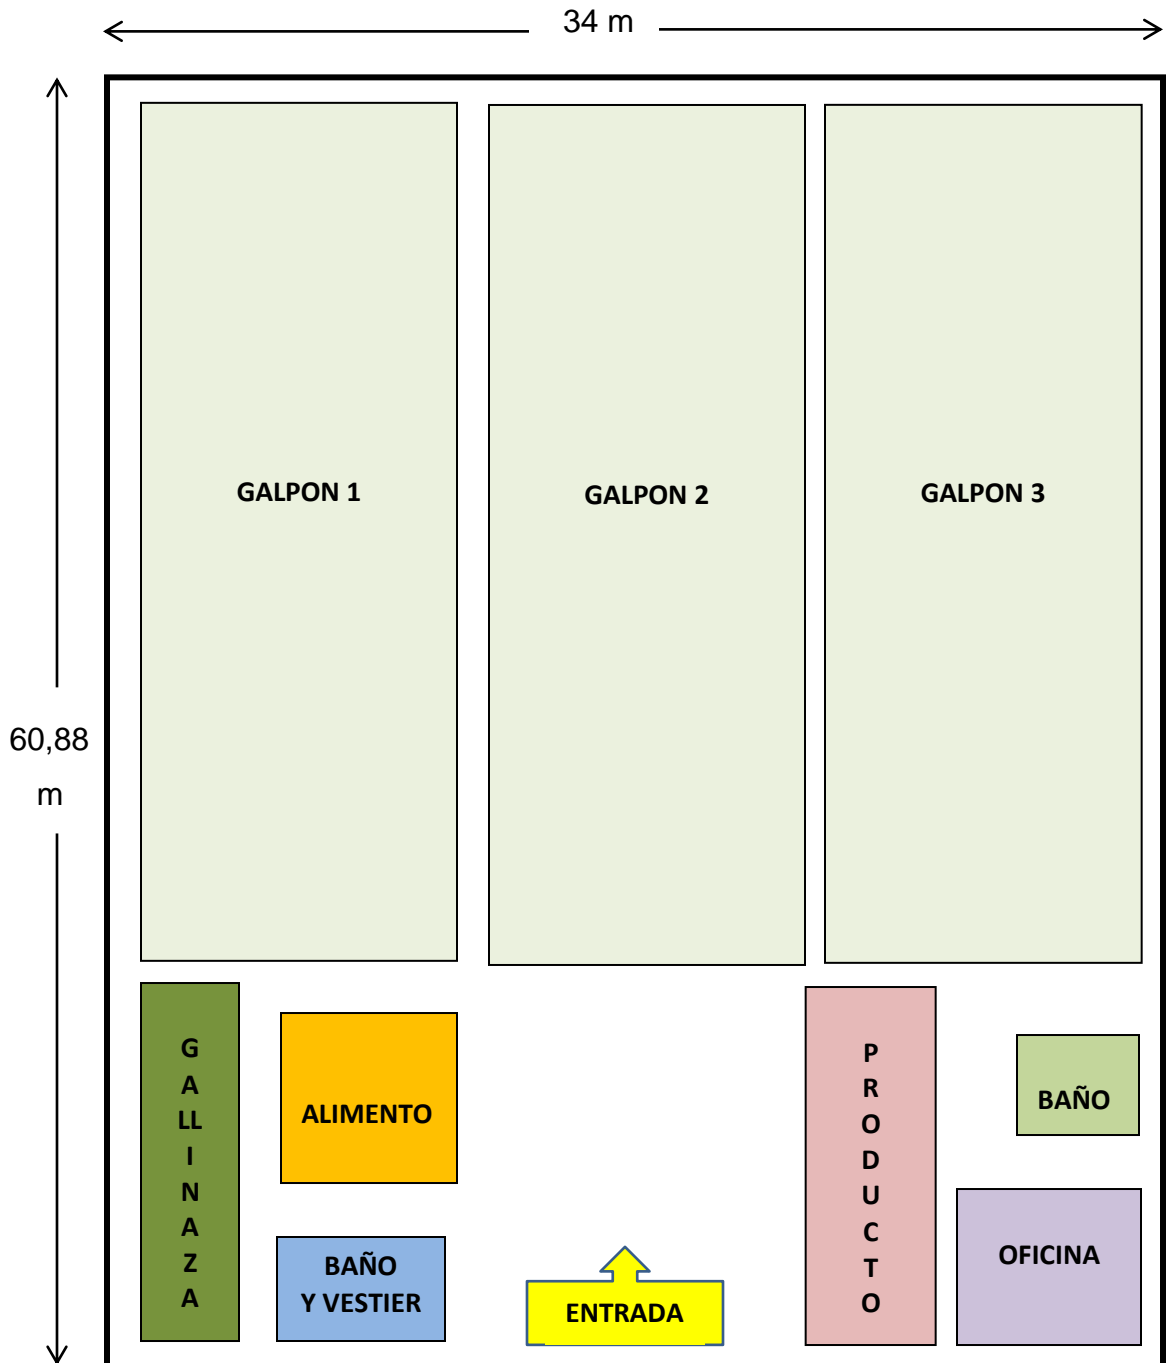 34 m
60,88
m
GALPON 1
GALPON 2
GALPON 3
G
A
LL
I
N
A
Z
A
ALIMENTO
BAÑO
Y VESTIER
ENTRADA
P
R
O
D
U
C
T
O
BAÑO
OFICINA